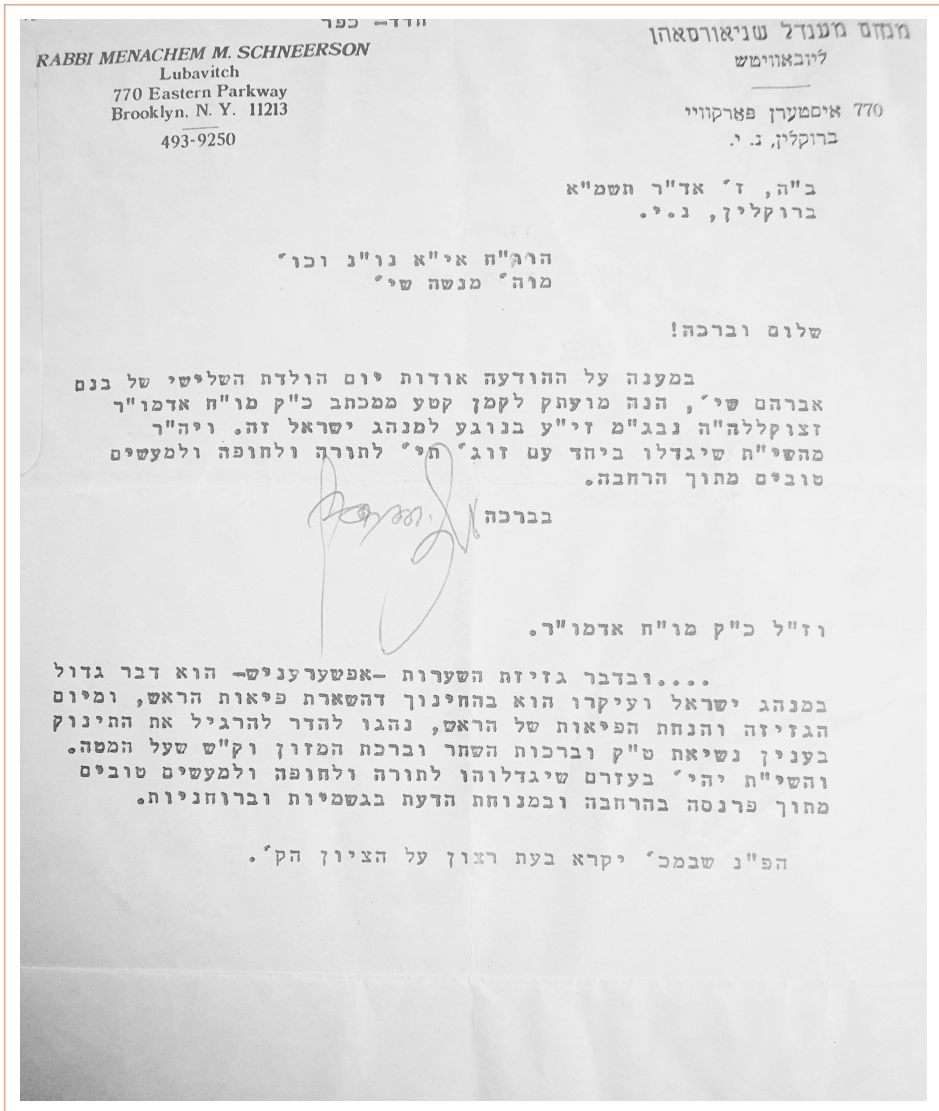 הדד– כפר
RABBI MENACHEM M. SCHNEERSON
Lubavitch
770 Eastern Parkway
Brooklyn, N. Y. 11213
493-9250
מנחם מענדל שניאורסאהן
ליובאוויטש
770 איסטערן פארקוויי
ברוקלין, נ. י.
ב"ה, ז´ אד"ר תשמ"א
ברוקלין, נ.י.
הוו"ח אי"א נו"נ וכו´
מוה´ מנשה שי´
שלום וברכה!
במענה על ההודעה אודות יום הולדת השלישי של בנם
אברהם שי´, הנה מועתק לקמן קטע ממכתב כ"ק מו"ח אדמו"ר
זצוקללה"ה נבג"מ זי"ע בנוגע למנהג ישראל זה. ויה"ר
מהשי"ת שיגדלו ביחד עם זוג´ תי´ לתורה ולחופה ולמעשים
טובים מתוך הרחבה.
בברכה
וז"ל כ"ק מו"ח אדמו"ר.
....ובדבר גזיזת השערות –אפשערעניש– הוא דבר גדול
במנהג ישראל ועיקרו הוא בהחינוך דהשארת פיאות הראש, ומיום
הגזיזה והנחת הפיאות של הראש, נהגו להדר להרגיל את התינוק
בענין נשיאת ט"ק וברכות השחר וברכת המזון וק"ש שעל המטה.
והשי"ת יהי´ בעזרם שיגדלוהו לתורה ולחופה ולמעשים טובים
מתוך פרנסה בהרחבה ובמנוחת הדעת בגשמיות וברוחניות.
הפ"נ שבמכ´ יקרא בעת רצון על הציון הק´.